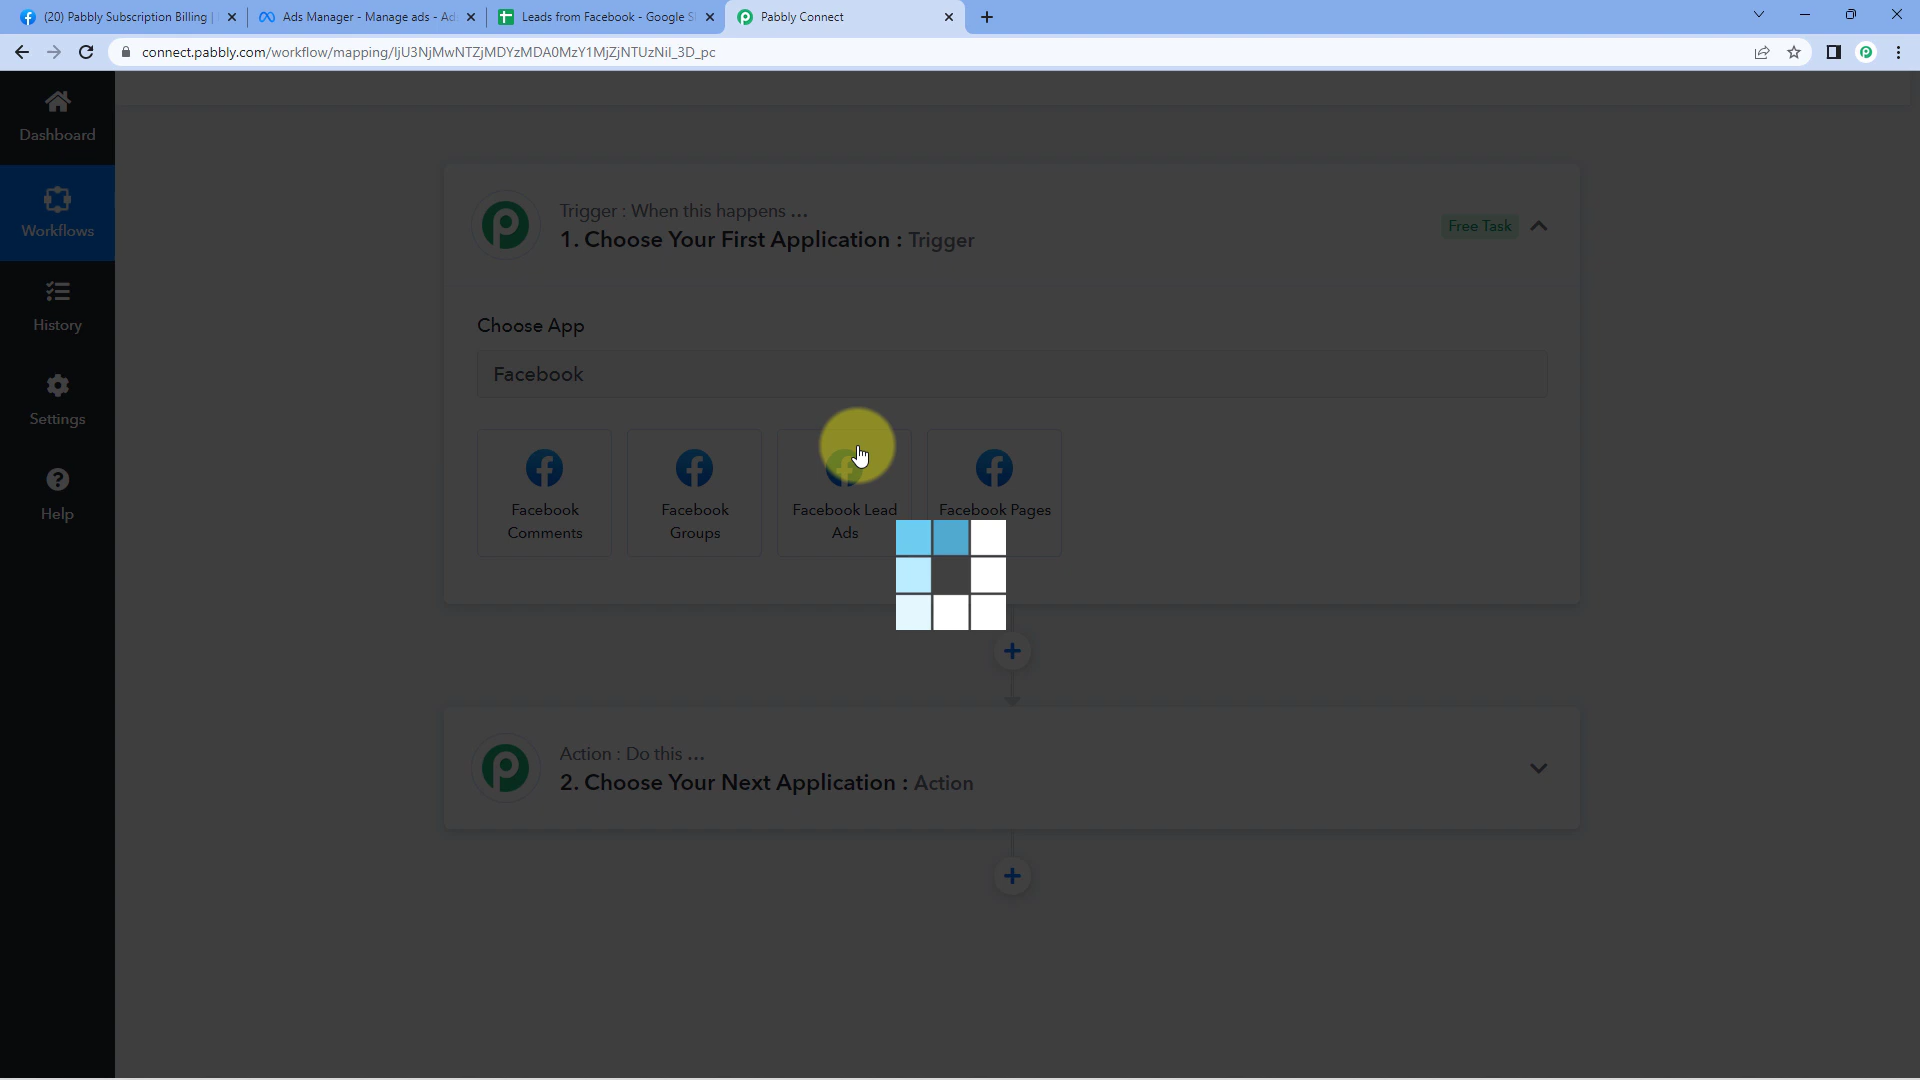 (20) Pabbly Subscription Billing |
Ads Manager - Manage ads - Ad
Leads from Facebook - Google S
Pabbly Connect
connect.pabbly.com/workflow/mapping/IjU3NjMwNTZjMDYzMDA0MzY1MjZjNTUzNiI_3D_pc
Dashboard
Workflows
History
Settings
Help
Trigger : When this happens ...
1. Choose Your First Application : Trigger
Free Task
Choose App
Facebook
Facebook
Comments
Facebook
Groups
Facebook Lead
Ads
Facebook Pages
Action : Do this ...
2. Choose Your Next Application : Action